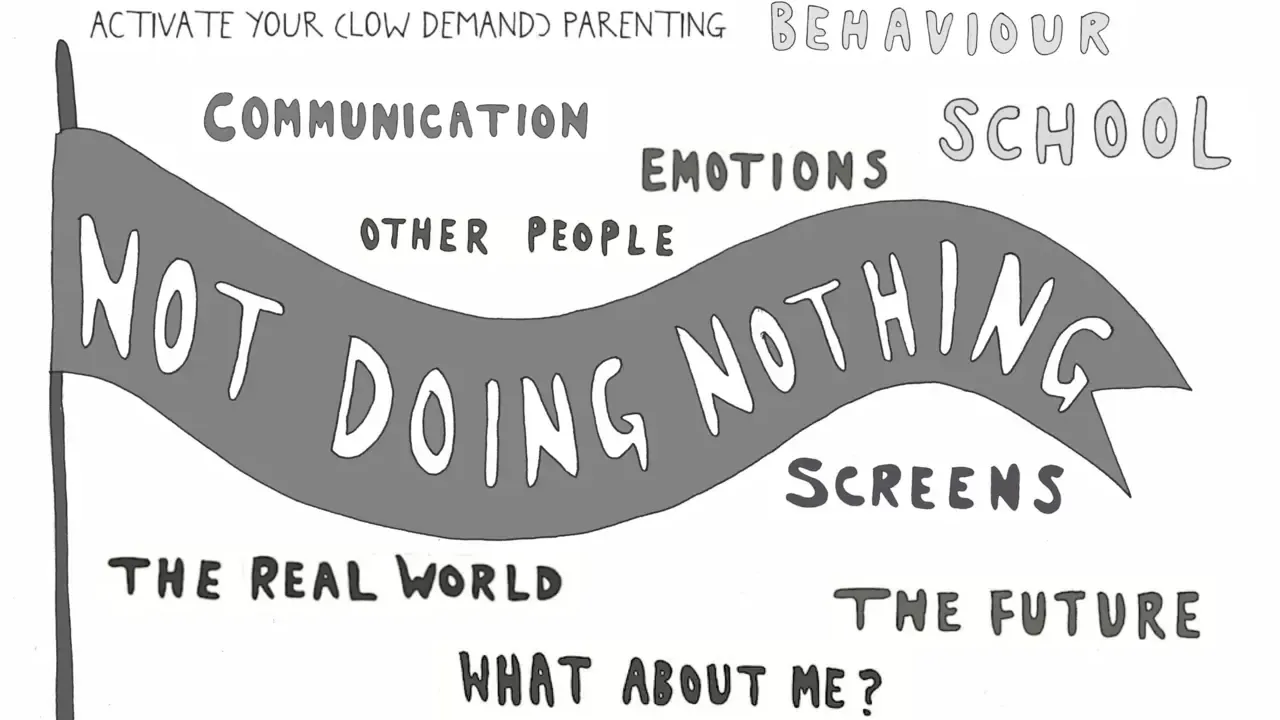 ACTIVATE YOUR (LOW DEMAND) PARENTING
BEHAVIOUR
COMMUNICATION
SCHOOL
EMOTIONS
OTHER PEOPLE
NOT DOING NOTHING
SCREENS
THE REAL WORLD
THE FUTURE
WHAT ABOUT ME?